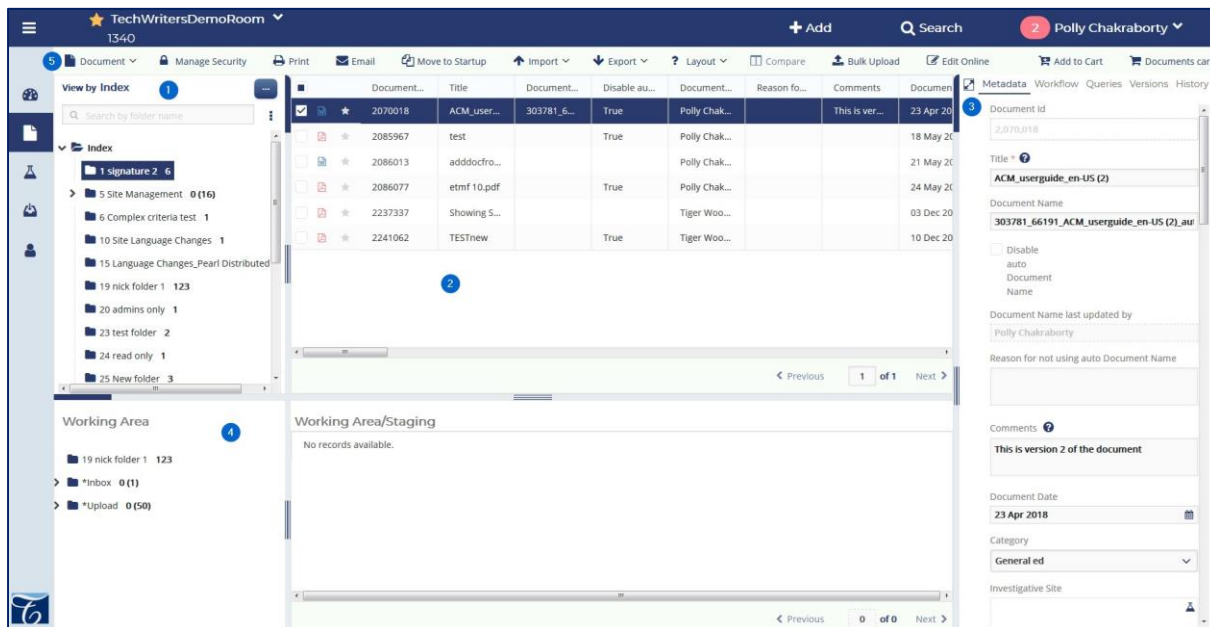 TechWritersDemoRoom
1340
Add
Search
2 Polly Chakraborty
5 Document Manage Security Print Email Move to Startup Import Export ? Layout Compare Bulk Upload Edit Online Add to Cart Documents car
View by Index 1 ...
Search by folder name
Index
1 signature 2 6
5 Site Management 0 (16)
6 Complex criteria test 1
10 Site Language Changes 1
15 Language Changes_Pearl Distributed
19 nick folder 1 123
20 admins only 1
23 test folder 2
24 read only 1
25 New folder 3
Document... Title Document... Disable au... Document... Reason fo... Comments Documen
2070018 ACM_user... 303781_6... True Polly Chak... This is ver... 23 Apr 20
2085967 test True Polly Chak... 18 May 20
2086013 adddocfro... Polly Chak... 21 May 20
2086077 etmf 10.pdf True Polly Chak... 24 May 20
2237337 Showing S... Tiger Woo... 03 Dec 20
2241062 TESTnew True Tiger Woo... 10 Dec 20
2
Previous 1 of 1 Next
Working Area
4
19 nick folder 1 123
*Inbox 0 (1)
*Upload 0 (50)
Working Area/Staging
No records available.
Previous 0 of 0 Next
Metadata Workflow Queries Versions History
3
Document Id
2,070,018
Title * ?
ACM_userguide_en-US (2)
Document Name
303781_66191_ACM_userguide_en-US (2)_aut
Disable
auto
Document
Name
Document Name last updated by
Polly Chakraborty
Reason for not using auto Document Name
Comments ?
This is version 2 of the document
Document Date
23 Apr 2018
Category
General ed
Investigative Site